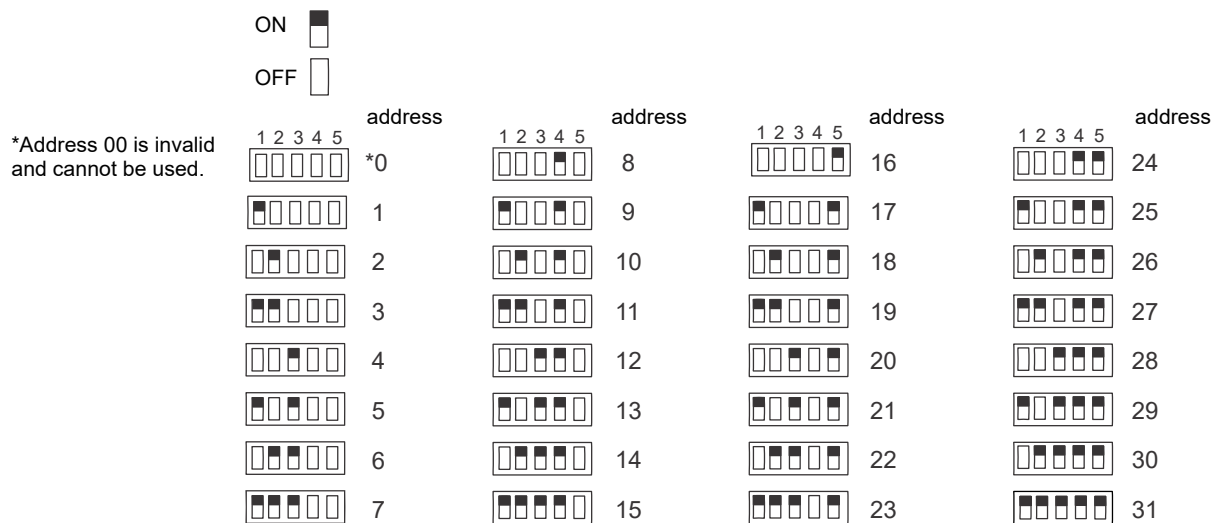 ON
OFF
address address address address
*Address 00 is invalid
and cannot be used.
1 2 3 4 5 1 2 3 4 5 1 2 3 4 5 1 2 3 4 5
*0 8 16 24
1 9 17 25
2 10 18 26
3 11 19 27
4 12 20 28
5 13 21 29
6 14 22 30
7 15 23 31